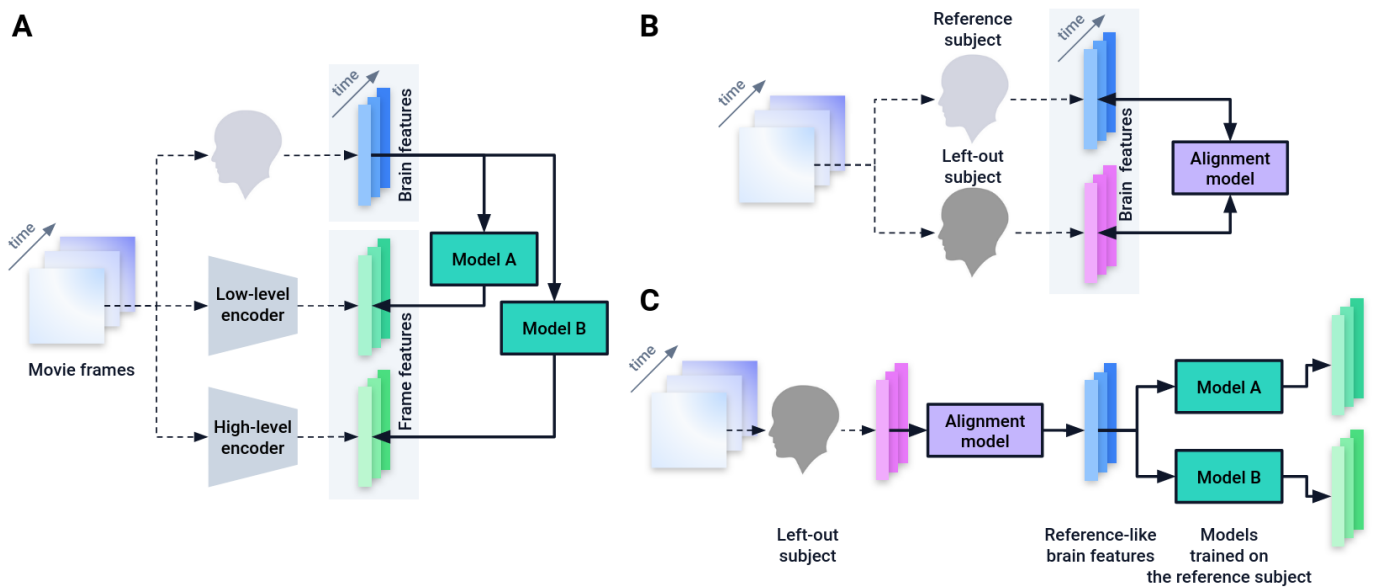 A
time
Brain features
time
Movie frames
Low-level
encoder
High-level
encoder
Frame features
Model A
Model B
B
Reference
subject
Left-out
subject
time
Brain features
Alignment
model
C
time
Left-out
subject
Alignment
model
Reference-like
brain features
Model A
Model B
Models
trained on
the reference subject